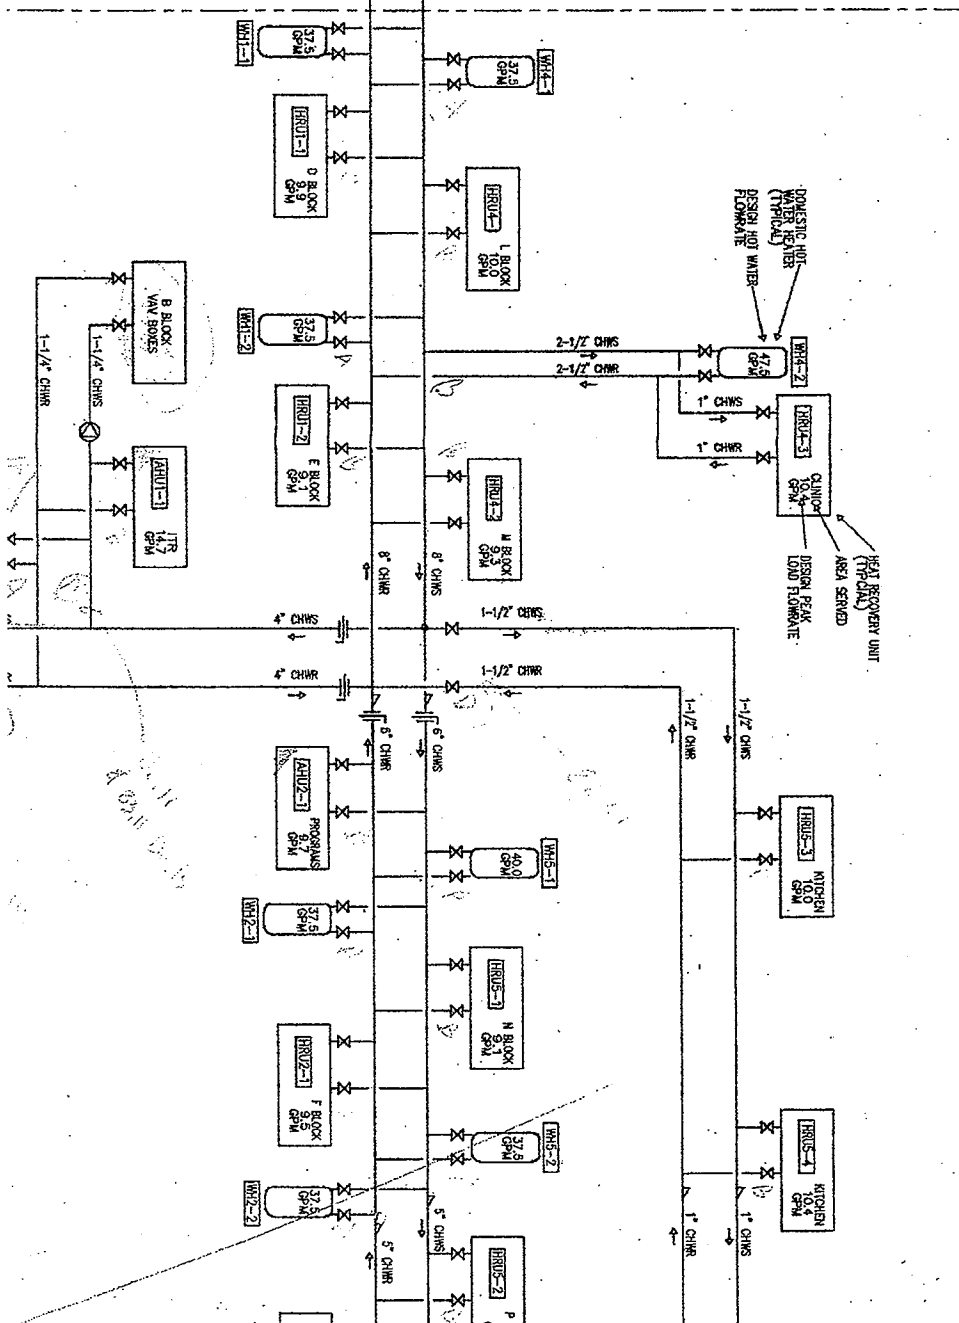 WH1-1
37.5
GPM
WH4-1
37.5
GPM
HRU1-1
D BLOCK
9.9
GPM
HRU4-1
L BLOCK
10.0
GPM
DOMESTIC HOT
WATER HEATER
(TYPICAL)
DESIGN HOT WATER
FLOWRATE
B BLOCK
VAV BOXES
1-1/4" CHWR
1-1/4" CHWS
WH1-2
37.5
GPM
2-1/2" CHWS
2-1/2" CHWR
47.5
GPM
WH4-2
1" CHWS
1" CHWR
HRU4-3
CLINIC
10.4
GPM
HRU1-2
E BLOCK
9.1
GPM
HRU4-2
M BLOCK
9.3
GPM
AHU1-1
ITR
14.7
GPM
HEAT RECOVERY UNIT
(TYPCIAL)
AREA SERVED
DESIGN PEAK
LOAD FLOWRATE
8" CHWR
8" CHWS
4" CHWS
1-1/2" CHWS
4" CHWR
1-1/2" CHWR
1-1/2" CHWR
1-1/2" CHWS
6" CHWR
6" CHWS
AHU2-1
PROGRAMS
9.7
GPM
HRU5-3
KITCHEN
10.0
GPM
WH5-1
40.0
GPM
WH2-1
37.5
GPM
HRU5-1
N BLOCK
9.1
GPM
HRU2-1
F BLOCK
9.5
GPM
WH5-2
37.5
GPM
HRU5-4
KITCHEN
10.4
GPM
WH2-2
37.5
GPM
5" CHWR
5" CHWS
1" CHWR
1" CHWS
HRU5-2
P